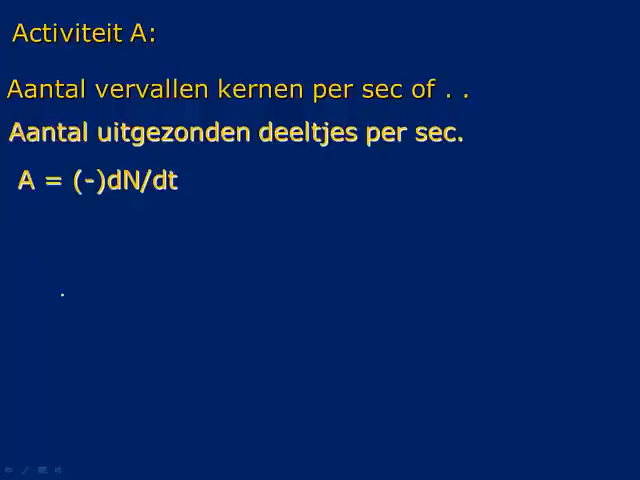 Activiteit A:
Aantal vervallen kernen per sec of . .
Aantal uitgezonden deeltjes per sec.
A = (-)dN/dt